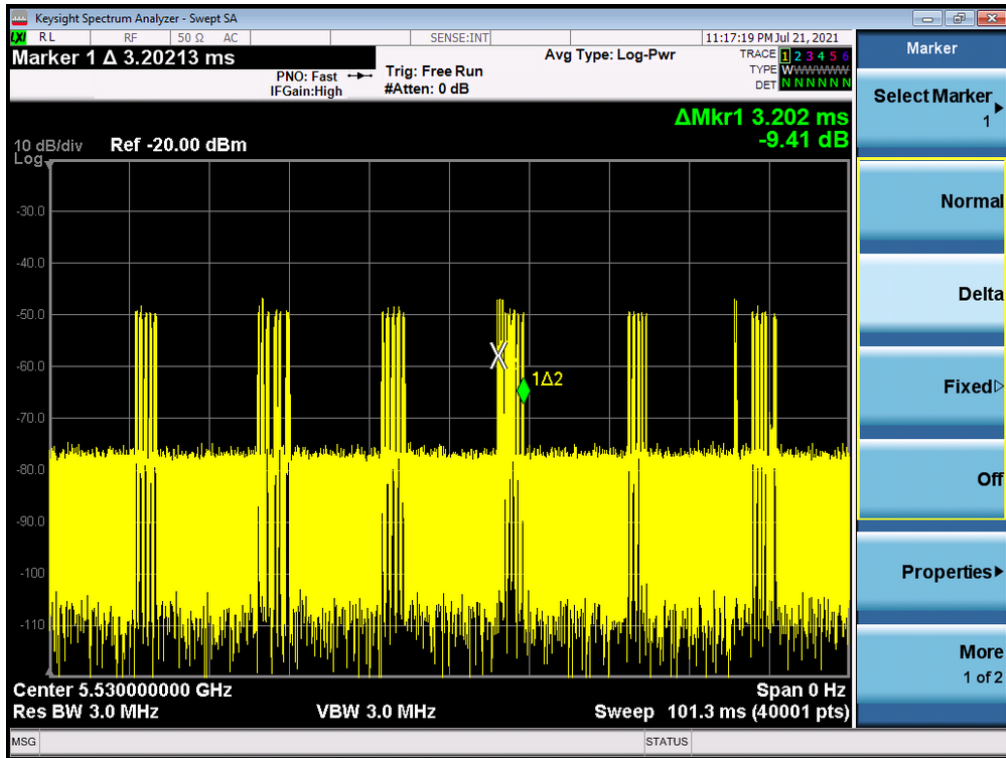 Keysight Spectrum Analyzer - Swept SA
LXI RL RF 50 Ω AC SENSE:INT 11:17:19 PM Jul 21, 2021
Marker 1 Δ 3.20213 ms
PNO: Fast
IFGain:High
Trig: Free Run
#Atten: 0 dB
Avg Type: Log-Pwr
TRACE 1 2 3 4 5 6
TYPE WWWWWW
DET N N N N N N
ΔMkr1 3.202 ms
-9.41 dB
10 dB/div Ref -20.00 dBm
Log
-30.0
-40.0
-50.0
-60.0
-70.0
-80.0
-90.0
-100
-110
X
1Δ2
Center 5.530000000 GHz Span 0 Hz
Res BW 3.0 MHz VBW 3.0 MHz Sweep 101.3 ms (40001 pts)
MSG STATUS
Marker
Select Marker
1
Normal
Delta
Fixed
Off
Properties
More
1 of 2